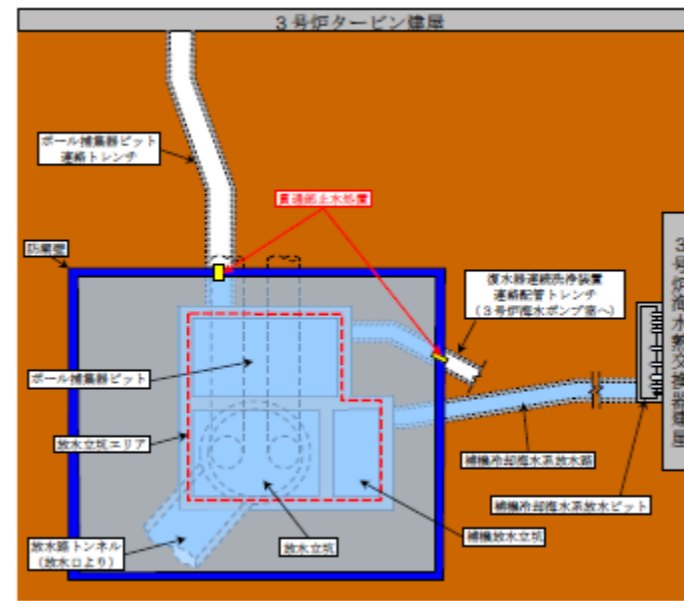 3号炉タービン建屋
ボール捕集器ピット
連絡トレンチ
貫通部止水処置
防潮壁
復水器連続洗浄装置
連絡配管トレンチ
(3号炉海水ポンプ室へ)
3号炉海水熱交換器建屋
ボール捕集器ピット
放水立坑エリア
補機冷却海水系放水路
補機冷却海水系放水ピット
放水路トンネル
(放水口より)
放水立坑
補機放水立坑